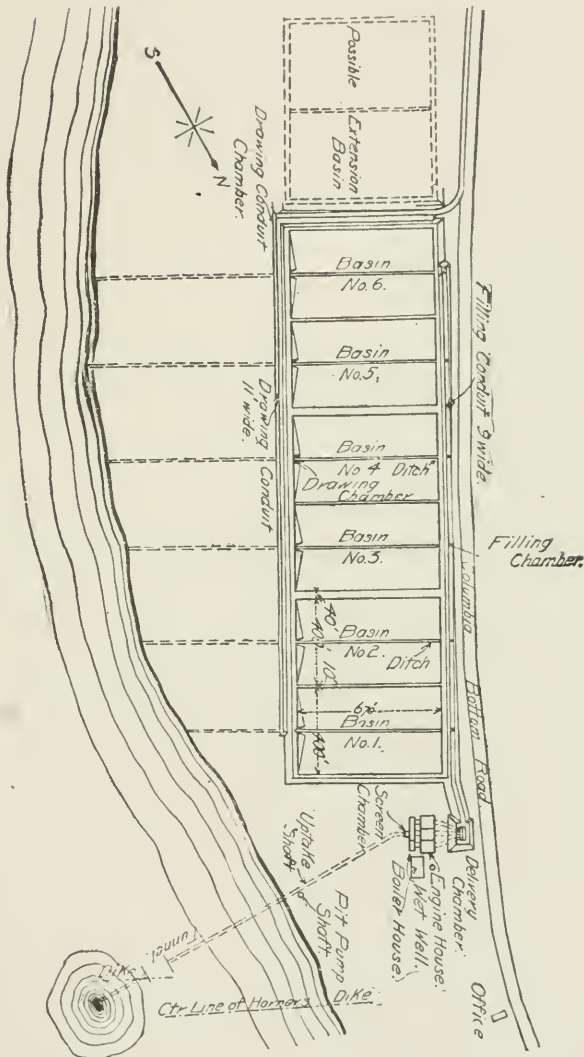 Possible
Extension
Basin
S
N
Drawing Conduit
Chamber.
Basin
No. 6.
Basin
No. 5,
Basin
No 4 Ditch
Drawing
Chamber
Basin
No. 3.
Basin
No 2.
Ditch
Basin
No. 1.
Drawing Conduit
11' wide.
Filling Conduit 9 wide.
Filling
Chamber.
Columbia Bottom Road
400'
Screen
Chamber
Uptake
Shaft
Pit Pump
Shaft.
Tunnel
Dike
Ctr Line of Horners Dike
Delivery
Chamber.
Engine House.
Wet Well.
Boiler House.
Office